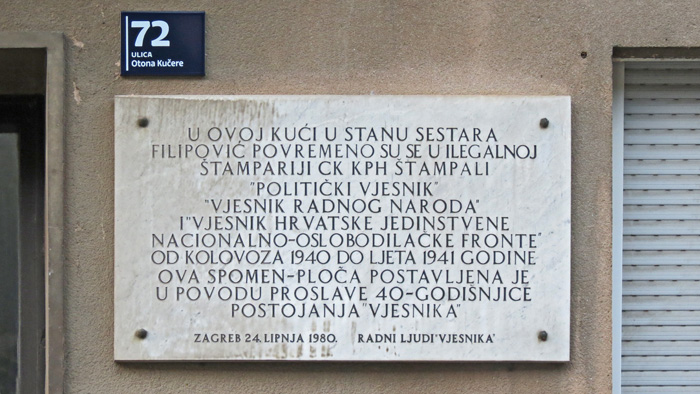 72
ULICA
Otona Kučere
U OVOJ KUĆI U STANU SESTARA
FILIPOVIĆ POVREMENO SU SE U ILEGALNOJ
ŠTAMPARIJI CK KPH ŠTAMPALI
"POLITIČKI VJESNIK"
"VJESNIK RADNOG NARODA"
I "VJESNIK HRVATSKE JEDINSTVENE
NACIONALNO-OSLOBODILAČKE FRONTE"
OD KOLOVOZA 1940 DO LJETA 1941 GODINE
OVA SPOMEN-PLOČA POSTAVLJENA JE
U POVODU PROSLAVE 40-GODIŠNJICE
POSTOJANJA "VJESNIKA"
ZAGREB 24. LIPNJA 1980. RADNI LJUDI "VJESNIKA"